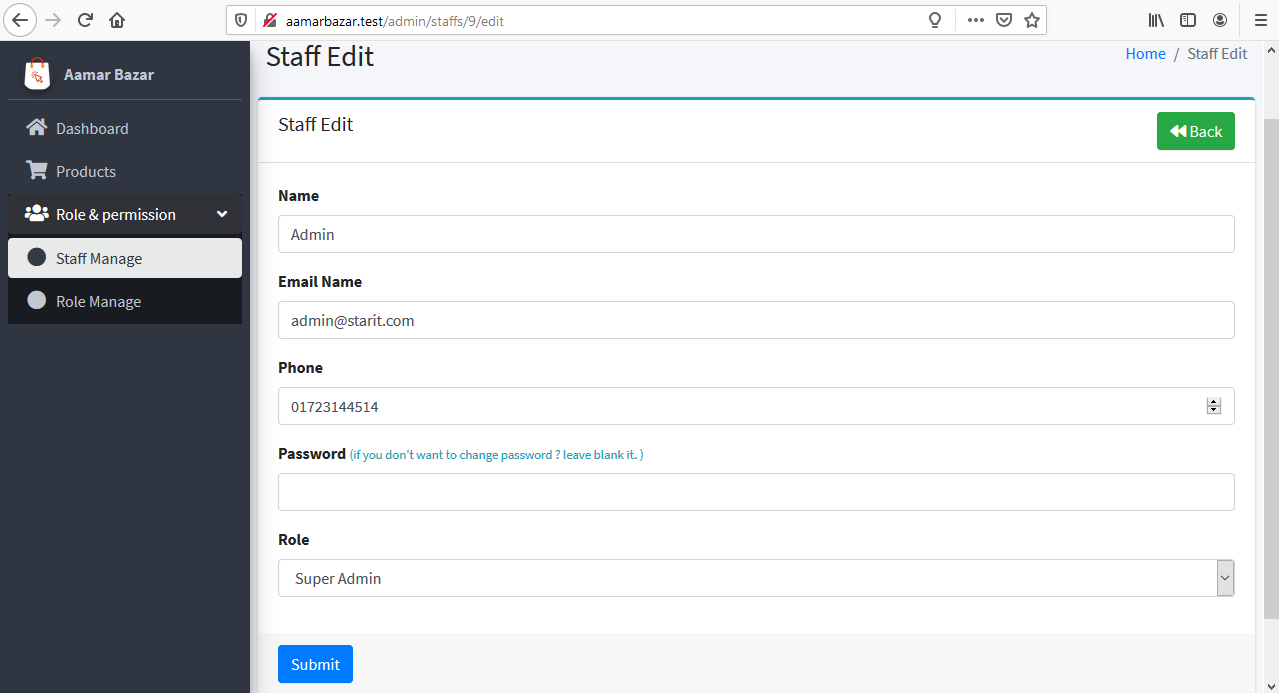 aamarbazar.test/admin/staffs/9/edit
Aamar Bazar
Dashboard
Products
Role & permission
Staff Manage
Role Manage
Staff Edit
Home / Staff Edit
Staff Edit
Back
Name
Admin
Email Name
admin@starit.com
Phone
01723144514
Password (if you don't want to change password ? leave blank it. )
Role
Super Admin
Submit